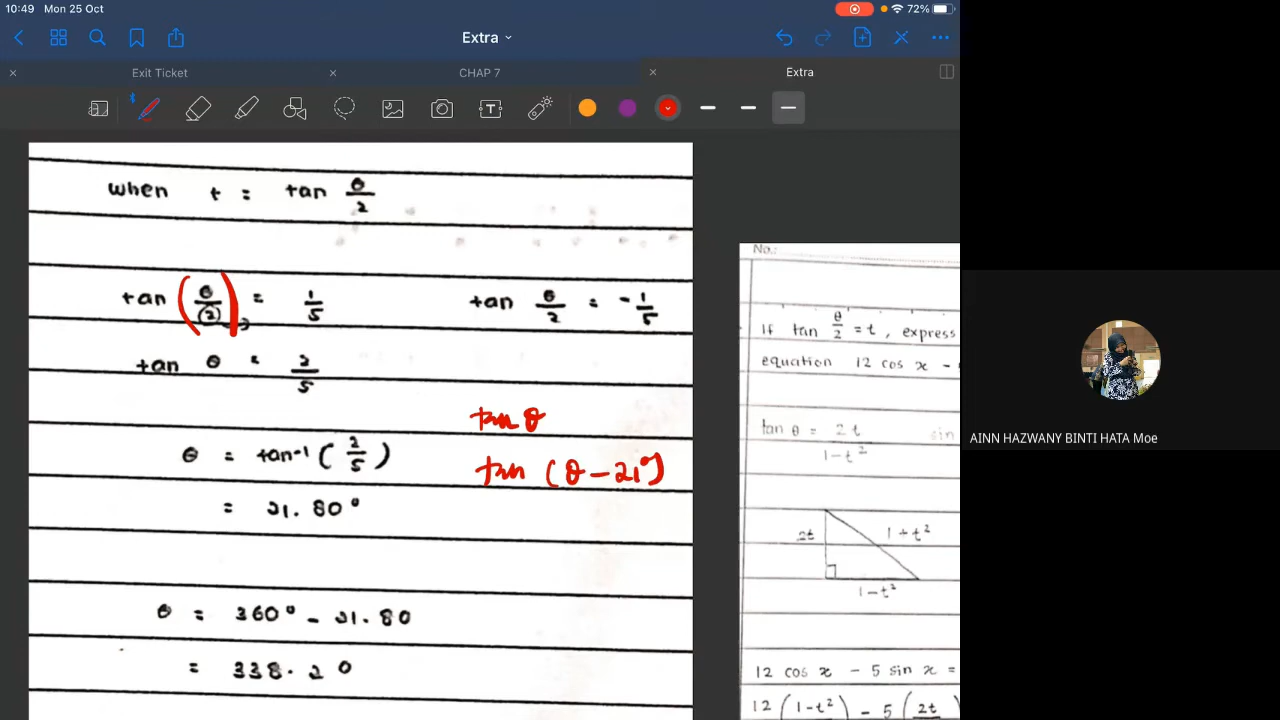 10:49 Mon 25 Oct 72%
Extra
Exit Ticket CHAP 7 Extra
when t = tan θ/2
tan (θ/2) = 1/5 tan θ/2 = -1/5
tan θ = 2/5
tan θ
θ = tan-1 ( 2/5 )
tan (θ - 21°)
= 21.80°
θ = 360° - 21.80
= 338.2°
No.:
If tan θ/2 = t, express
equation 12 cos x -
tan θ = 2t/1-t² sin
2t 1+t²
1-t²
12 cos x - 5 sin x =
12 (1-t²) - 5 (2t
AINN HAZWANY BINTI HATA Moe